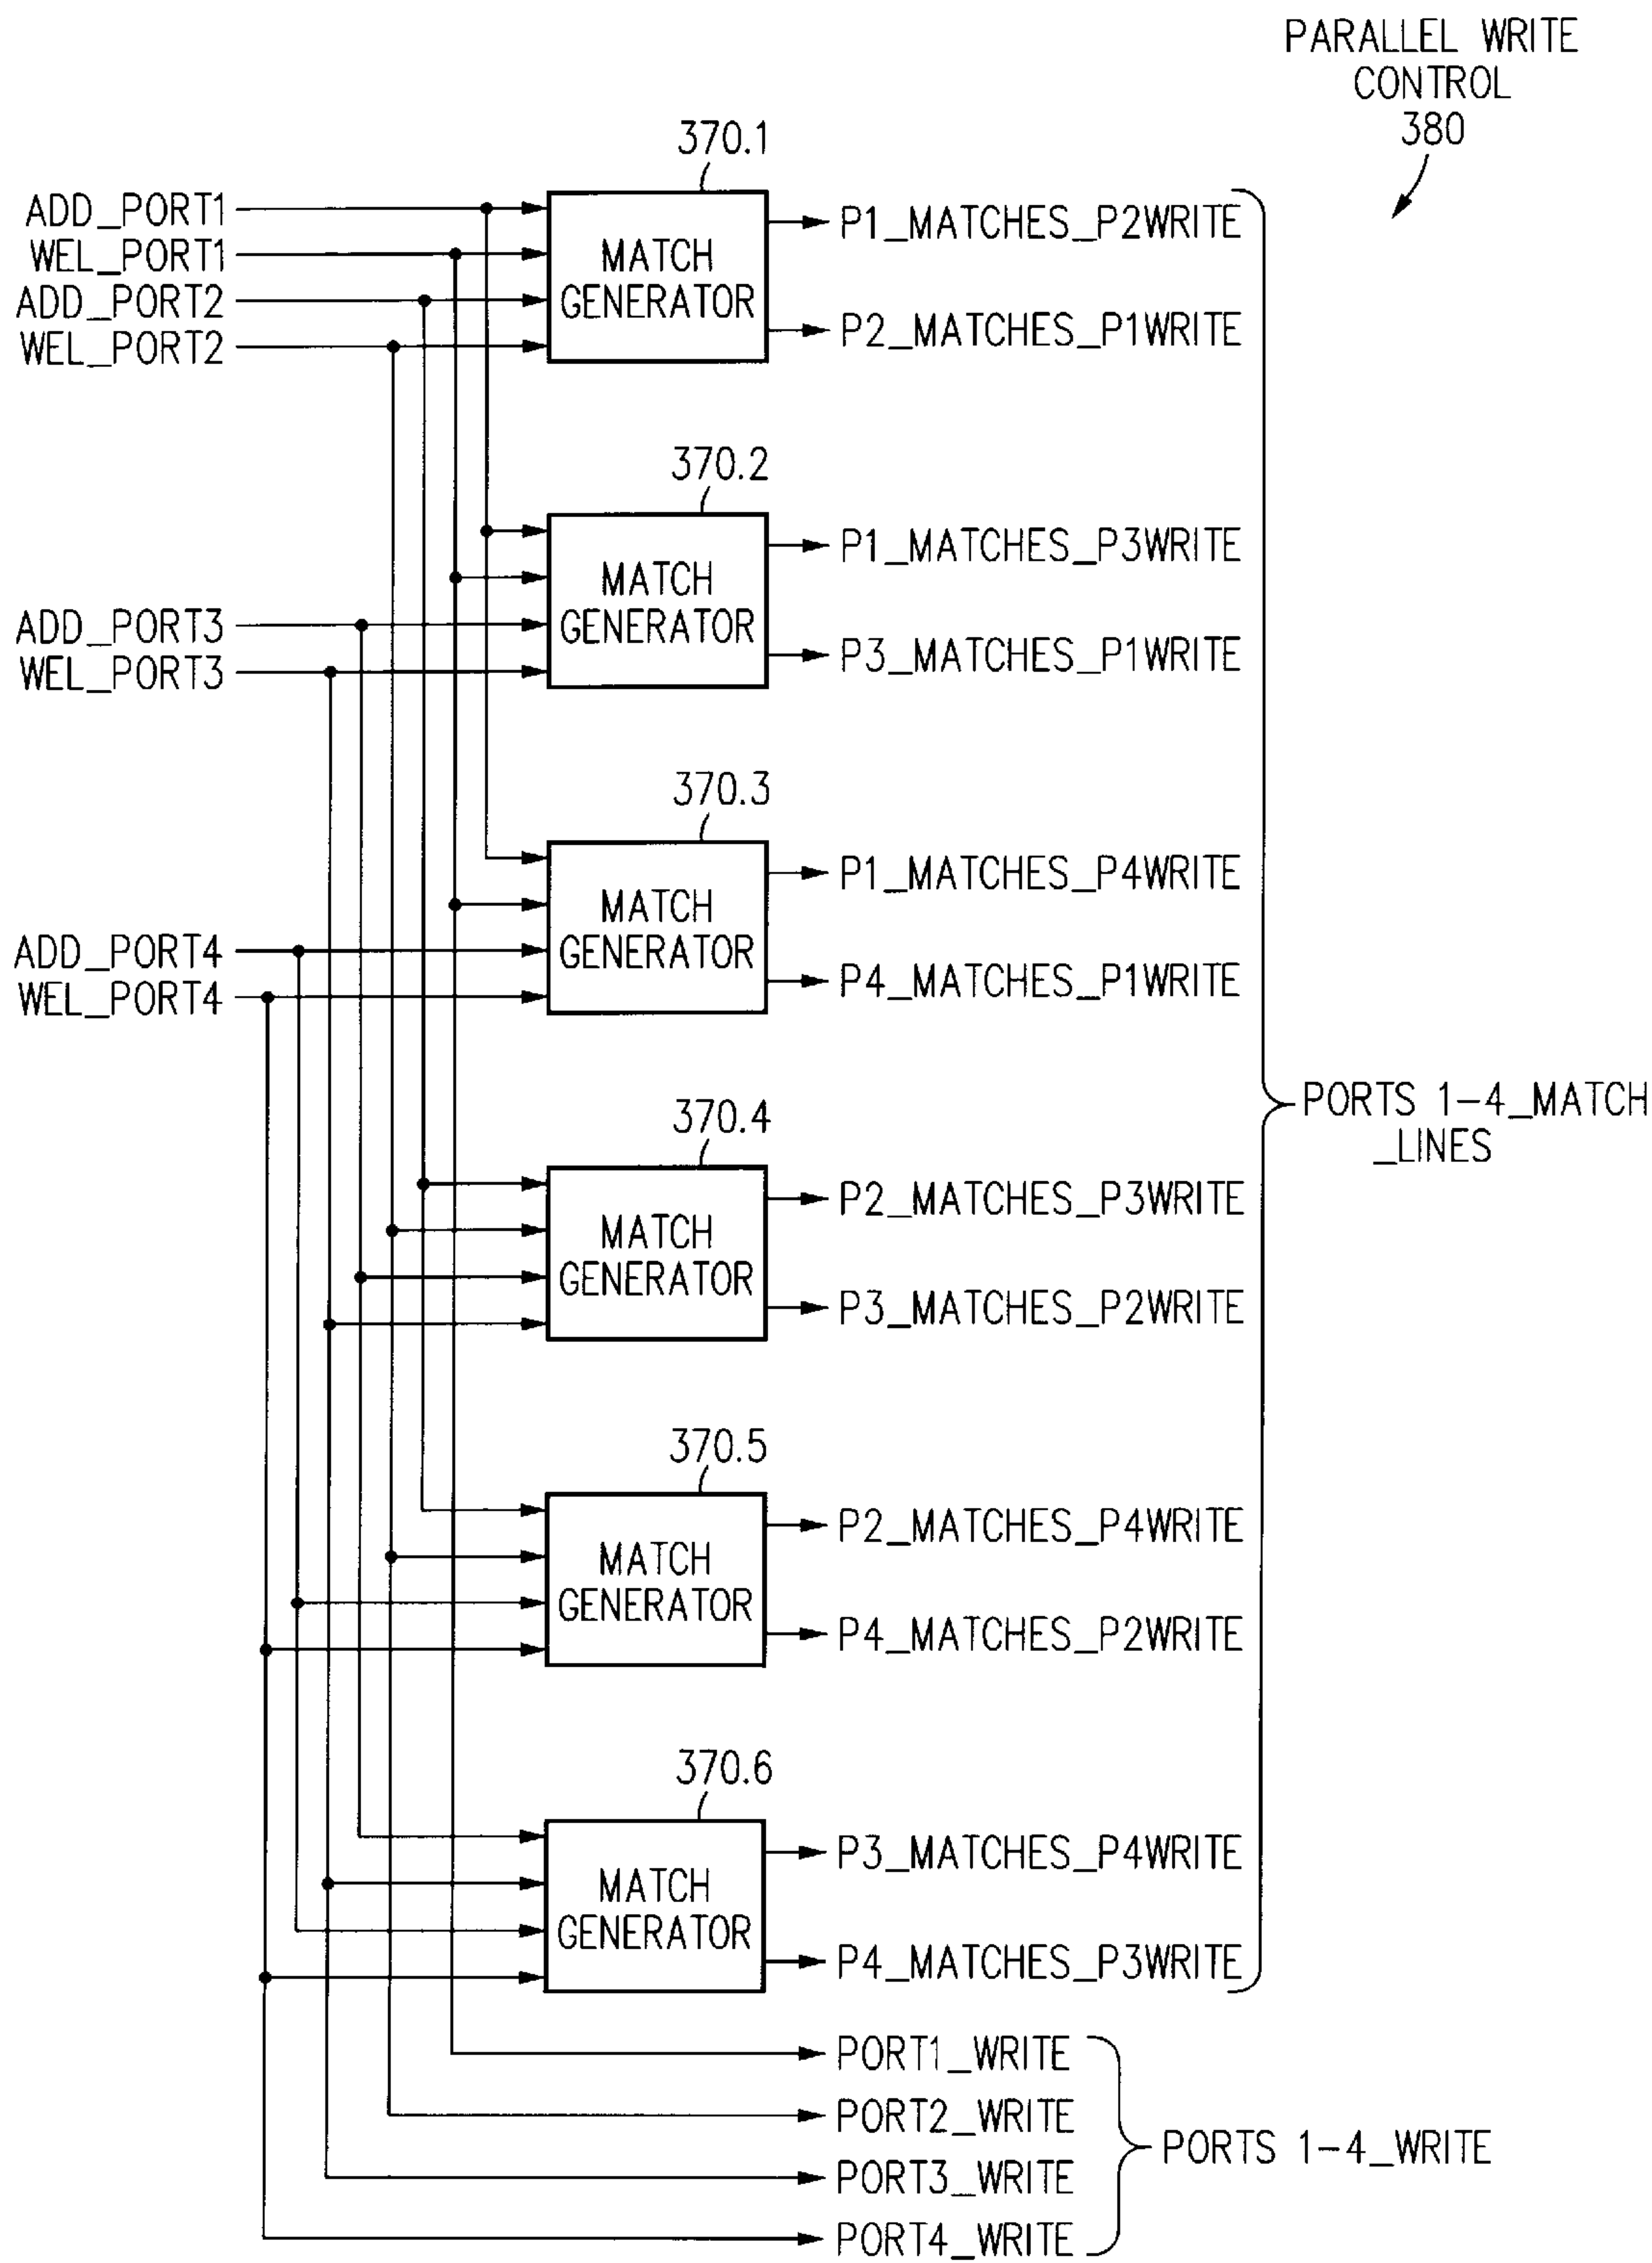 PARALLEL WRITE
CONTROL
380
370.1
ADD_PORT1
WEL_PORT1
ADD_PORT2
WEL_PORT2
MATCH
GENERATOR
P1_MATCHES_P2WRITE
P2_MATCHES_P1WRITE
370.2
ADD_PORT3
WEL_PORT3
MATCH
GENERATOR
P1_MATCHES_P3WRITE
P3_MATCHES_P1WRITE
370.3
ADD_PORT4
WEL_PORT4
MATCH
GENERATOR
P1_MATCHES_P4WRITE
P4_MATCHES_P1WRITE
PORTS 1-4_MATCH
_LINES
370.4
MATCH
GENERATOR
P2_MATCHES_P3WRITE
P3_MATCHES_P2WRITE
370.5
MATCH
GENERATOR
P2_MATCHES_P4WRITE
P4_MATCHES_P2WRITE
370.6
MATCH
GENERATOR
P3_MATCHES_P4WRITE
P4_MATCHES_P3WRITE
PORT1_WRITE
PORT2_WRITE
PORT3_WRITE
PORT4_WRITE
PORTS 1-4_WRITE